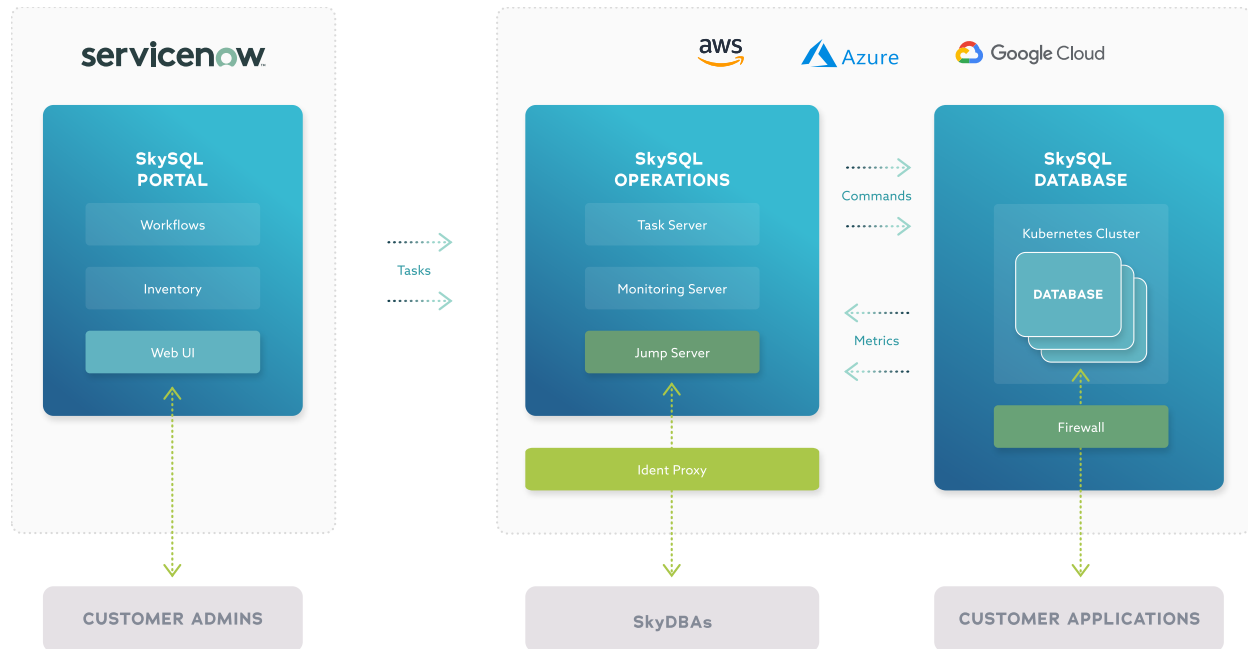 servicenow
SkySQL
PORTAL
Workflows
Inventory
Web UI
Tasks
aws
Azure
Google Cloud
SkySQL
OPERATIONS
Task Server
Monitoring Server
Jump Server
Ident Proxy
Commands
Metrics
SkySQL
DATABASE
Kubernetes Cluster
DATABASE
Firewall
CUSTOMER ADMINS
SkyDBAs
CUSTOMER APPLICATIONS